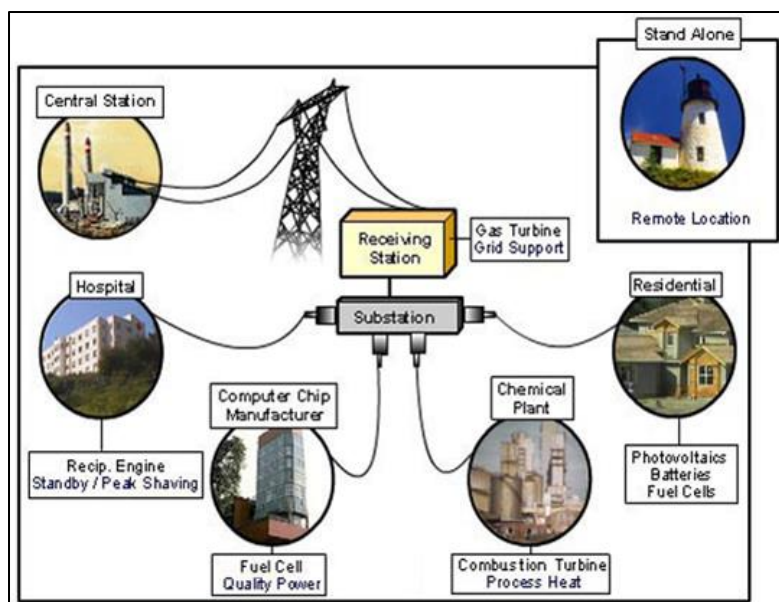 Stand Alone
Remote Location
Central Station
Receiving
Station
Gas Turbine
Grid Support
Hospital
Substation
Residential
Computer Chip
Manufacturer
Chemical
Plant
Recip. Engine
Standby / Peak Shaving
Photovoltaics
Batteries
Fuel Cells
Fuel Cell
Quality Power
Combustion Turbine
Process Heat